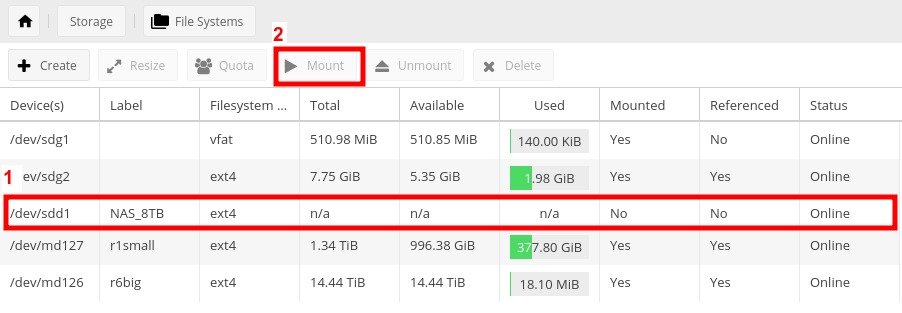 Storage File Systems
2
Create Resize Quota Mount Unmount Delete
Device(s) Label Filesystem ... Total Available Used Mounted Referenced Status
/dev/sdg1 vfat 510.98 MiB 510.85 MiB 140.00 KiB Yes No Online
1 ev/sdg2 ext4 7.75 GiB 5.35 GiB 1.98 GiB Yes Yes Online
/dev/sdd1 NAS_8TB ext4 n/a n/a n/a No No Online
/dev/md127 r1small ext4 1.34 TiB 996.38 GiB 377.80 GiB Yes Yes Online
/dev/md126 r6big ext4 14.44 TiB 14.44 TiB 18.10 MiB Yes Yes Online